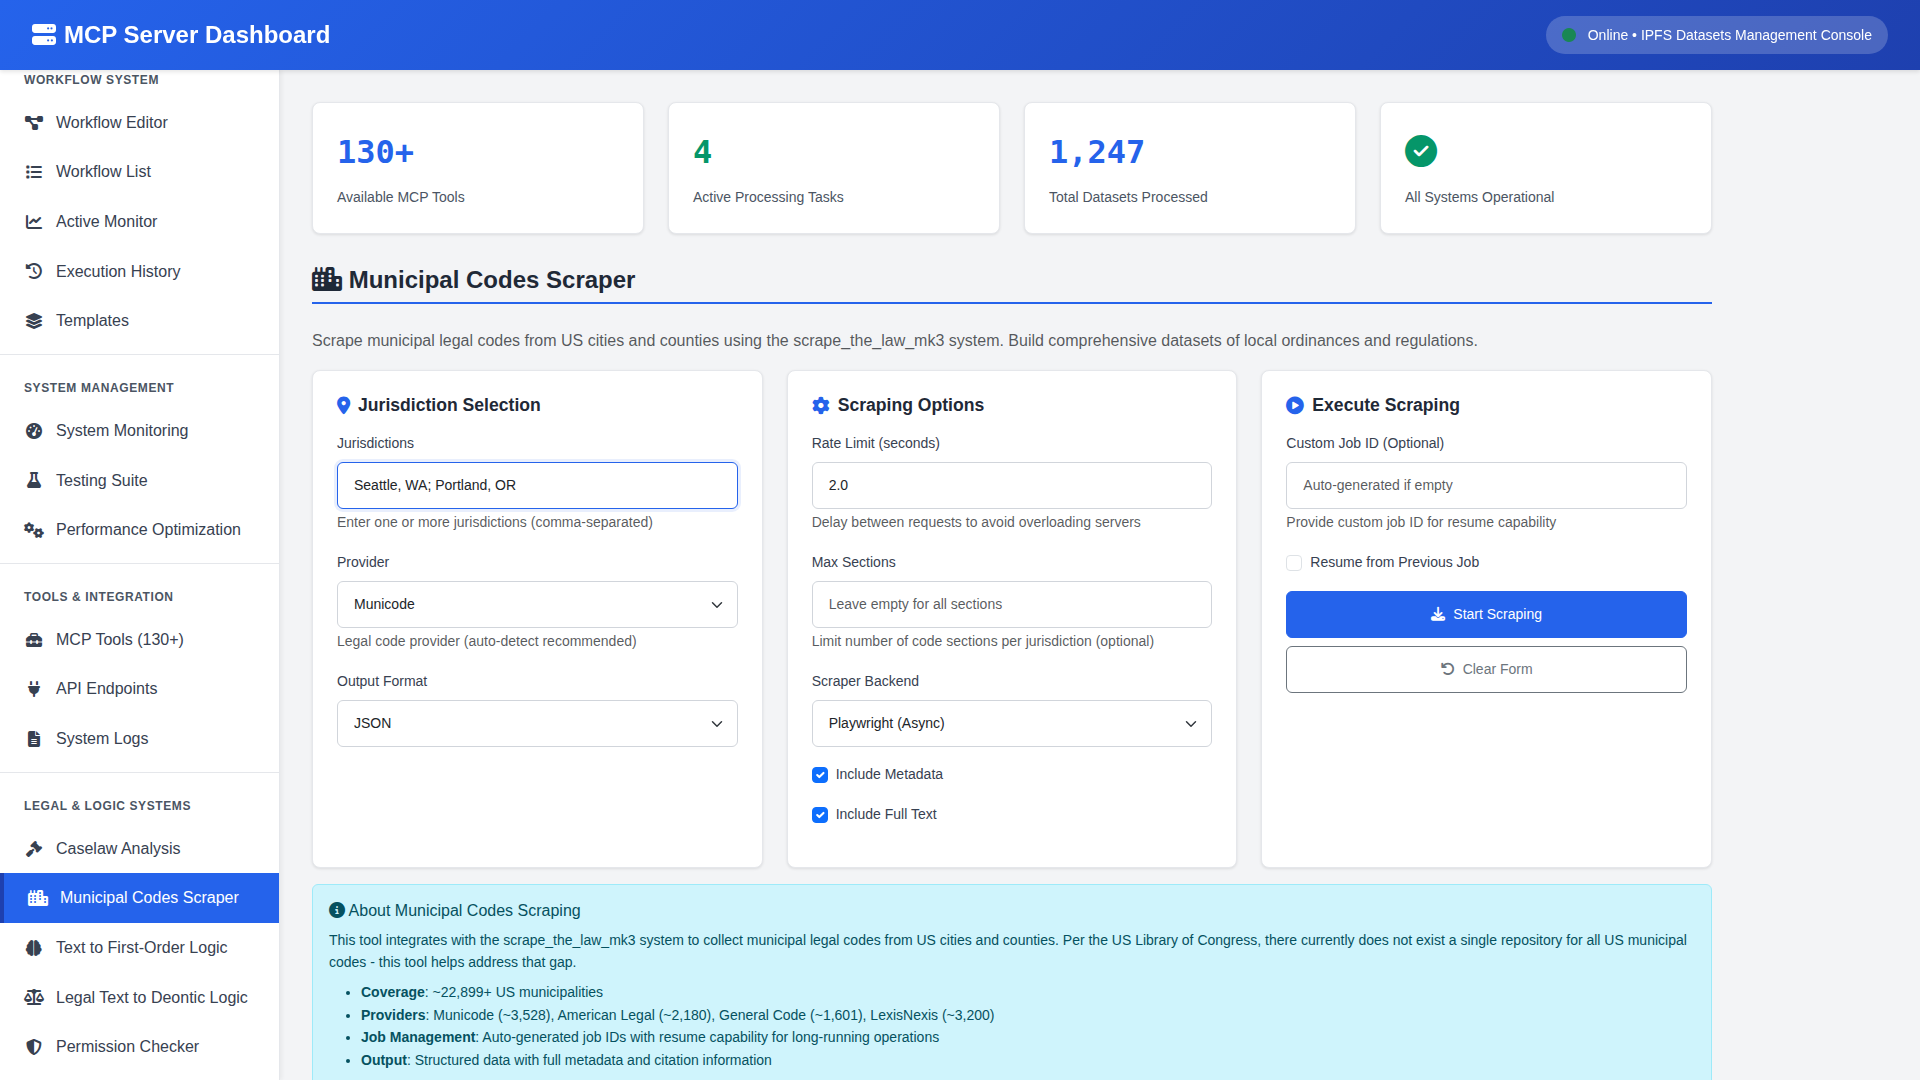 MCP Server Dashboard
Online • IPFS Datasets Management Console
WORKFLOW SYSTEM
Workflow Editor
Workflow List
Active Monitor
Execution History
Templates
SYSTEM MANAGEMENT
System Monitoring
Testing Suite
Performance Optimization
TOOLS & INTEGRATION
MCP Tools (130+)
API Endpoints
System Logs
LEGAL & LOGIC SYSTEMS
Caselaw Analysis
Municipal Codes Scraper
Text to First-Order Logic
Legal Text to Deontic Logic
Permission Checker
130+
Available MCP Tools
4
Active Processing Tasks
1,247
Total Datasets Processed
All Systems Operational
Municipal Codes Scraper
Scrape municipal legal codes from US cities and counties using the scrape_the_law_mk3 system. Build comprehensive datasets of local ordinances and regulations.
Jurisdiction Selection
Jurisdictions
Seattle, WA; Portland, OR
Enter one or more jurisdictions (comma-separated)
Provider
Municode
Legal code provider (auto-detect recommended)
Output Format
JSON
Scraping Options
Rate Limit (seconds)
2.0
Delay between requests to avoid overloading servers
Max Sections
Leave empty for all sections
Limit number of code sections per jurisdiction (optional)
Scraper Backend
Playwright (Async)
Include Metadata
Include Full Text
Execute Scraping
Custom Job ID (Optional)
Auto-generated if empty
Provide custom job ID for resume capability
Resume from Previous Job
Start Scraping
Clear Form
About Municipal Codes Scraping
This tool integrates with the scrape_the_law_mk3 system to collect municipal legal codes from US cities and counties. Per the US Library of Congress, there currently does not exist a single repository for all US municipal
codes - this tool helps address that gap.
• Coverage: ~22,899+ US municipalities
• Providers: Municode (~3,528), American Legal (~2,180), General Code (~1,601), LexisNexis (~3,200)
• Job Management: Auto-generated job IDs with resume capability for long-running operations
• Output: Structured data with full metadata and citation information